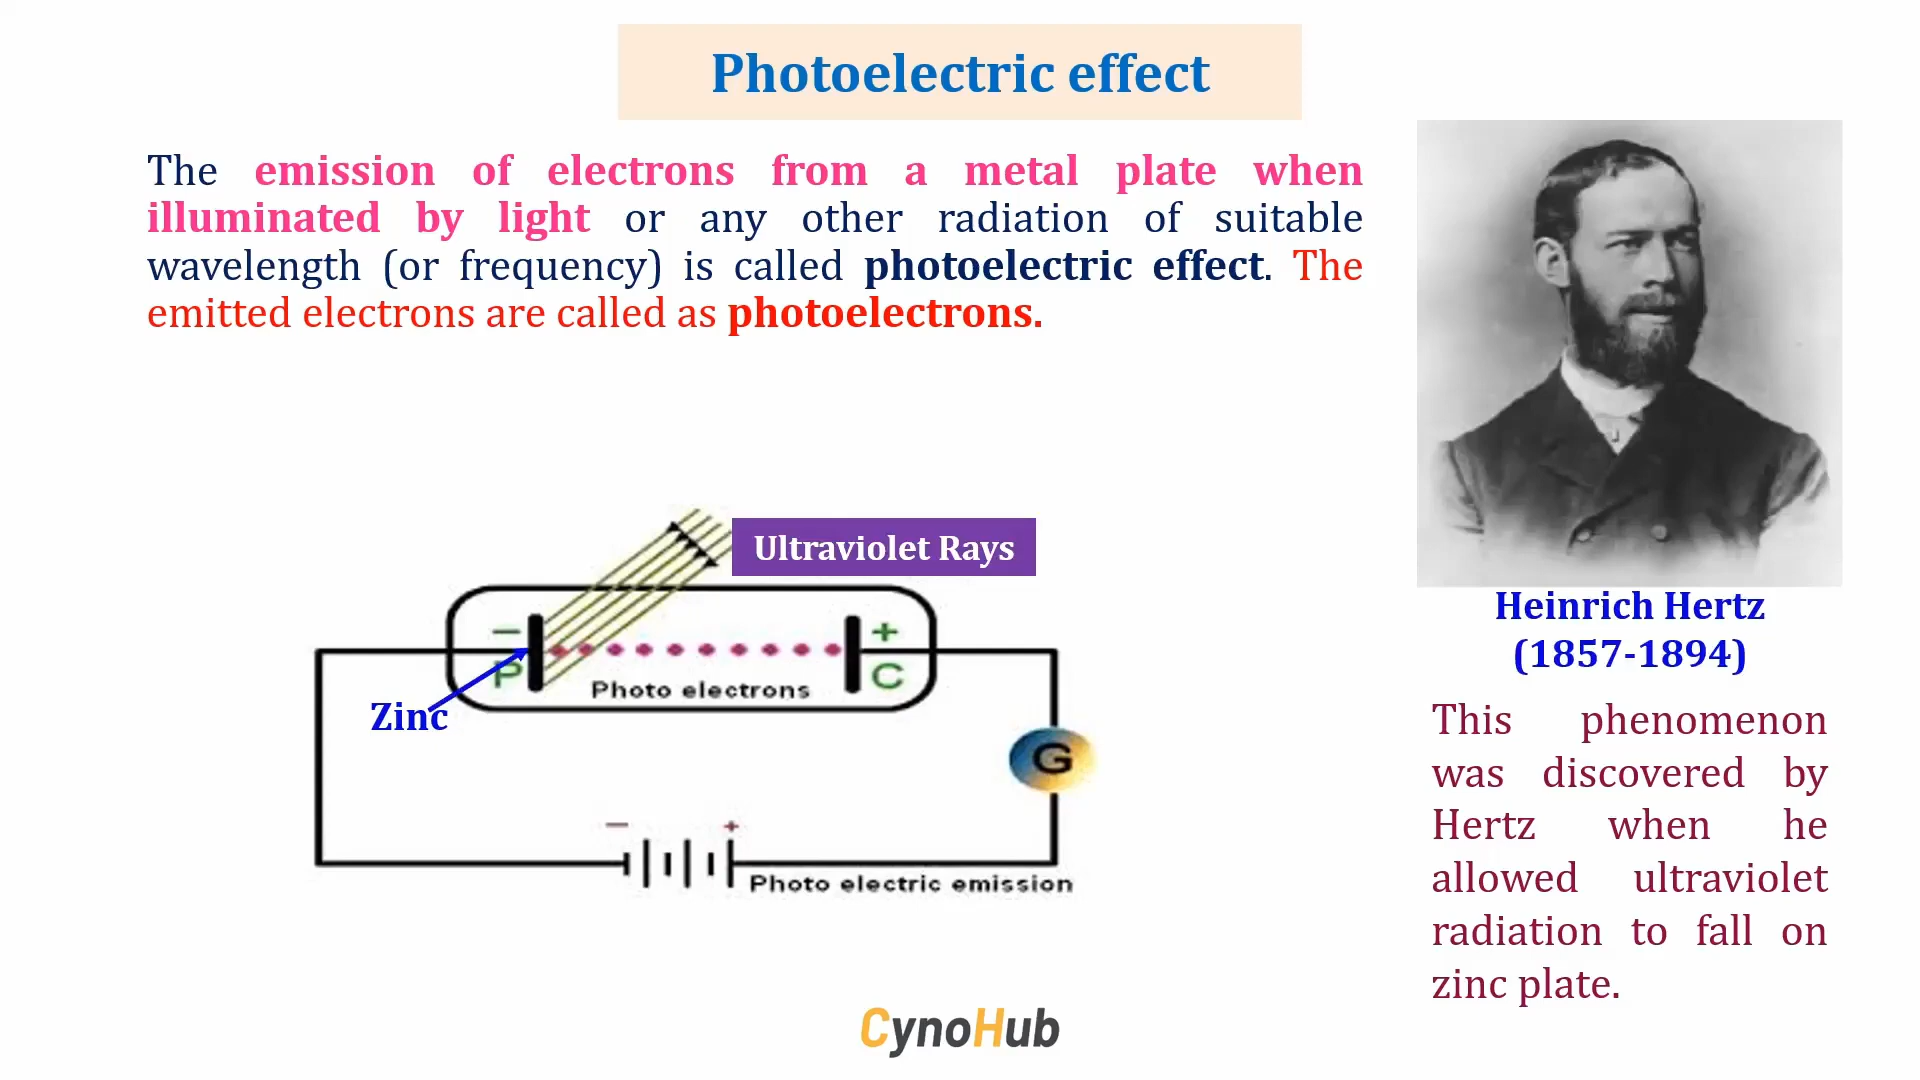 Photoelectric effect
The emission of electrons from a metal plate when
illuminated by light or any other radiation of suitable
wavelength (or frequency) is called photoelectric effect. The
emitted electrons are called as photoelectrons.
Ultraviolet Rays
− +
P C
Photo electrons
Zinc
G
− +
Photo electric emission
Heinrich Hertz
(1857-1894)
This phenomenon
was discovered by
Hertz when he
allowed ultraviolet
radiation to fall on
zinc plate.
CynoHub